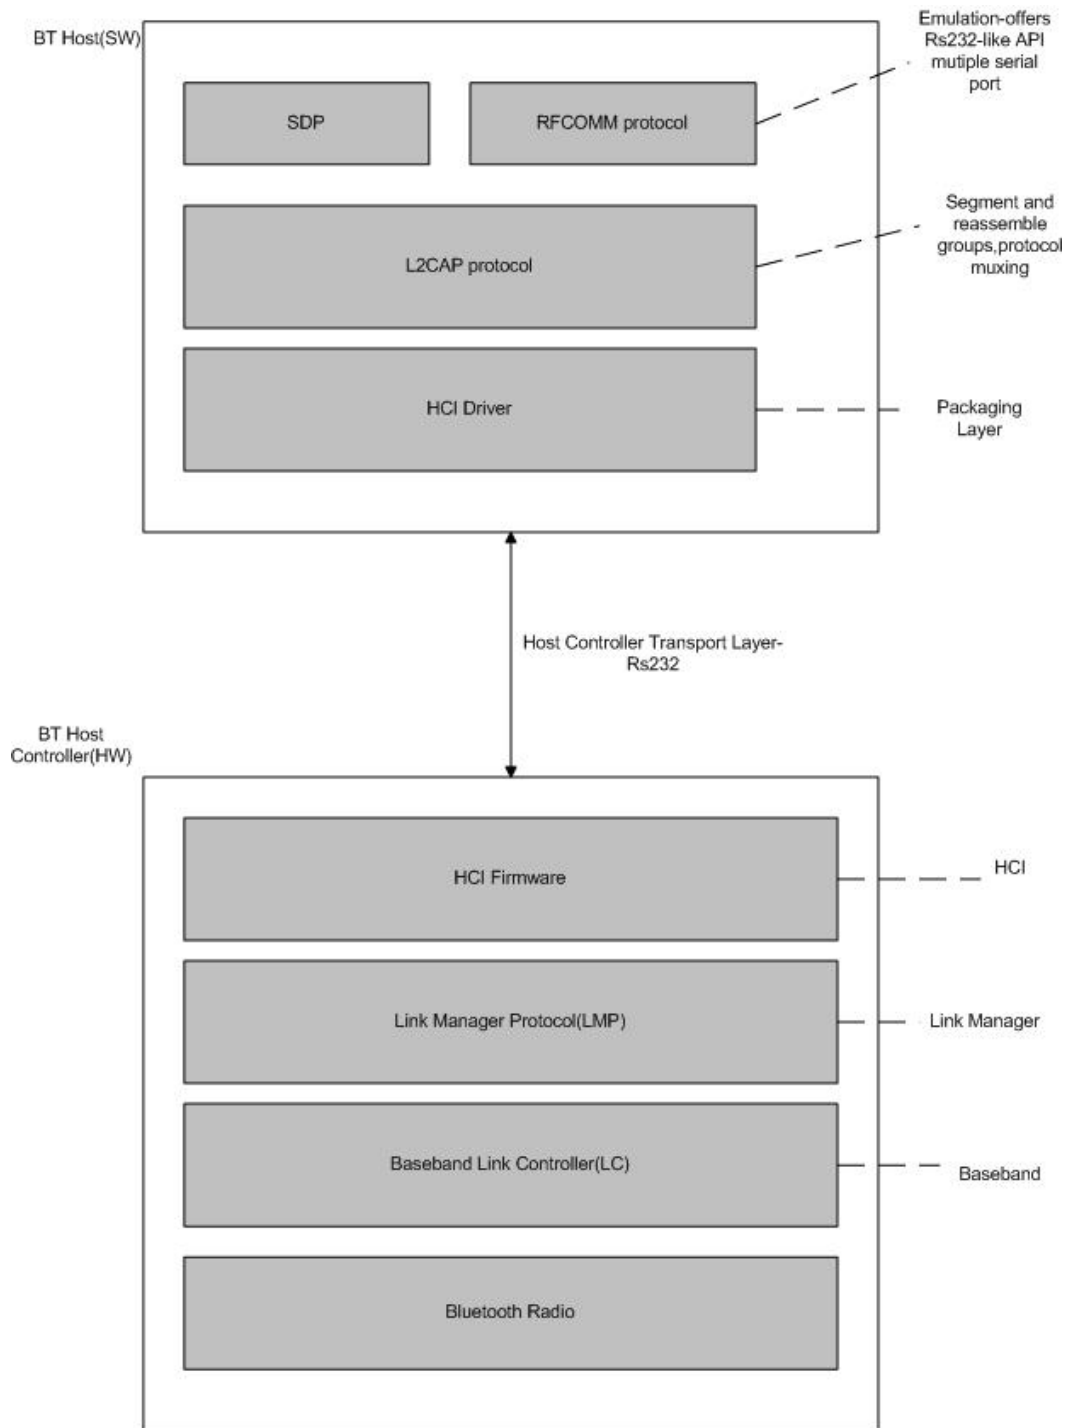 BT Host(SW)
Emulation-offers
Rs232-like API
mutiple serial
port
SDP
RFCOMM protocol
Segment and
reassemble
groups,protocol
muxing
L2CAP protocol
HCI Driver
Packaging
Layer
Host Controller Transport Layer-
Rs232
BT Host
Controller(HW)
HCI Firmware
HCI
Link Manager Protocol(LMP)
Link Manager
Baseband Link Controller(LC)
Baseband
Bluetooth Radio